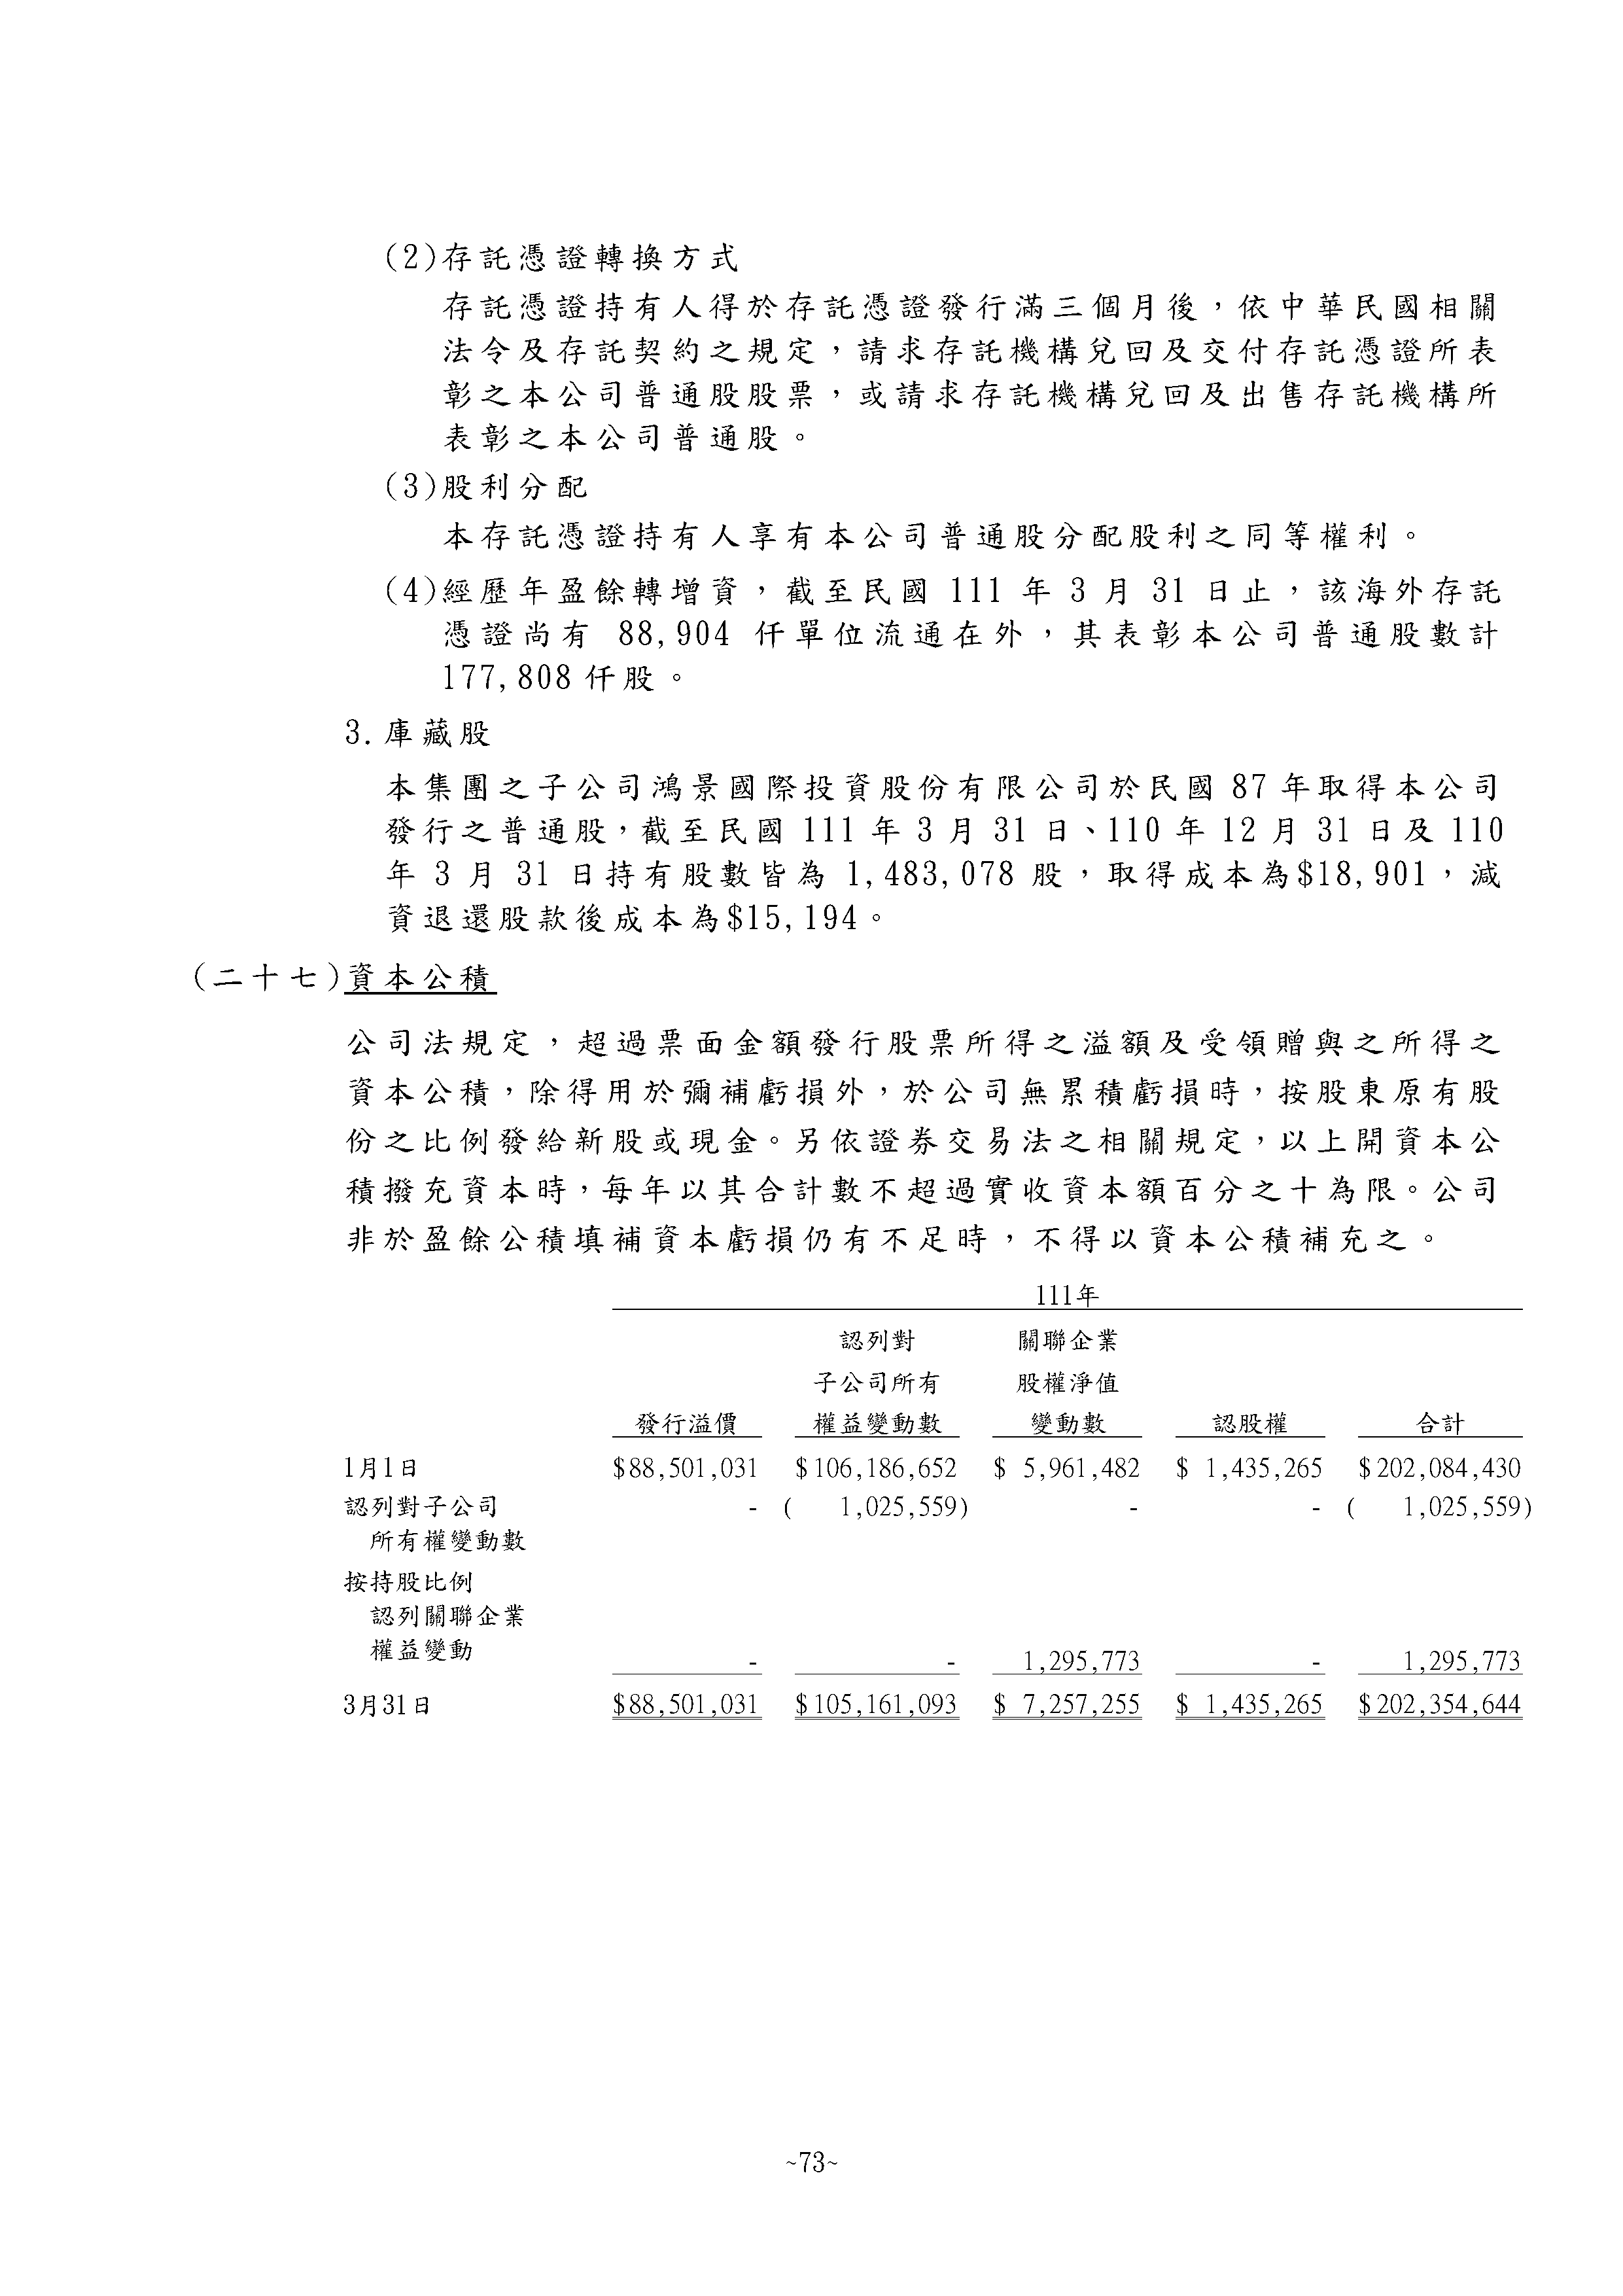 (2)存託憑證轉換方式
存託憑證持有人得於存託憑證發行滿三個月後，依中華民國相關
法令及存託契約之規定，請求存託機構兌回及交付存託憑證所表
彰之本公司普通股股票，或請求存託機構兌回及出售存託機構所
表彰之本公司普通股。
(3)股利分配
本存託憑證持有人享有本公司普通股分配股利之同等權利。
(4)經歷年盈餘轉增資，截至民國 111 年 3 月 31 日止，該海外存託
憑證尚有 88,904 仟單位流通在外，其表彰本公司普通股數計
177,808 仟股。
3.庫藏股
本集團之子公司鴻景國際投資股份有限公司於民國 87 年取得本公司
發行之普通股，截至民國 111 年 3 月 31 日、110 年 12 月 31 日及 110
年 3 月 31 日持有股數皆為 1,483,078 股，取得成本為$18,901，減
資退還股款後成本為$15,194。
(二十七)資本公積
公司法規定，超過票面金額發行股票所得之溢額及受領贈與之所得之
資本公積，除得用於彌補虧損外，於公司無累積虧損時，按股東原有股
份之比例發給新股或現金。另依證券交易法之相關規定，以上開資本公
積撥充資本時，每年以其合計數不超過實收資本額百分之十為限。公司
非於盈餘公積填補資本虧損仍有不足時，不得以資本公積補充之。
111年
認列對 關聯企業
子公司所有 股權淨值
發行溢價 權益變動數 變動數 認股權 合計
1月1日 $88,501,031 $106,186,652 $ 5,961,482 $ 1,435,265 $202,084,430
認列對子公司 - ( 1,025,559) - - ( 1,025,559)
所有權變動數
按持股比例
認列關聯企業
權益變動 - - 1,295,773 - 1,295,773
3月31日 $88,501,031 $105,161,093 $ 7,257,255 $ 1,435,265 $202,354,644
~73~